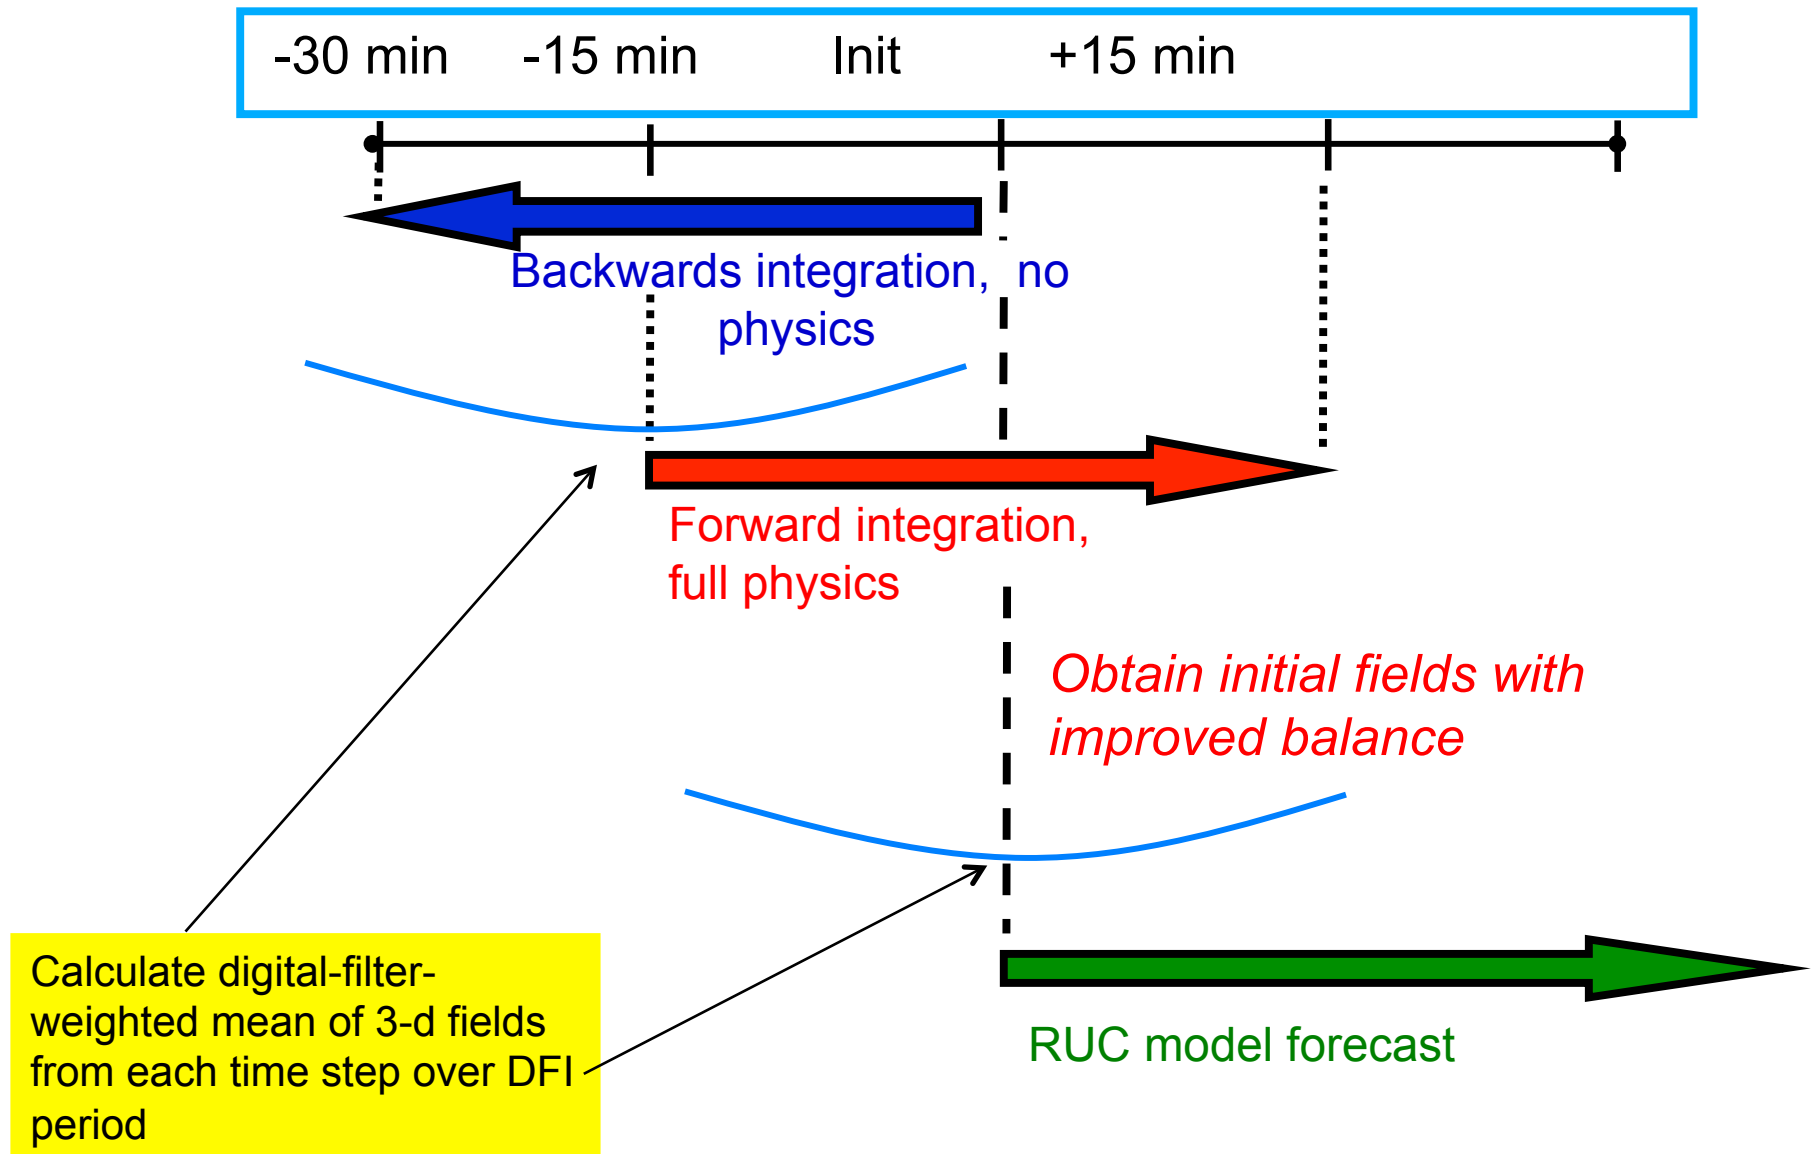 -30 min -15 min Init +15 min
Backwards integration, no
physics
Forward integration,
full physics
Obtain initial fields with
improved balance
Calculate digital-filter-
weighted mean of 3-d fields
from each time step over DFI
period
RUC model forecast